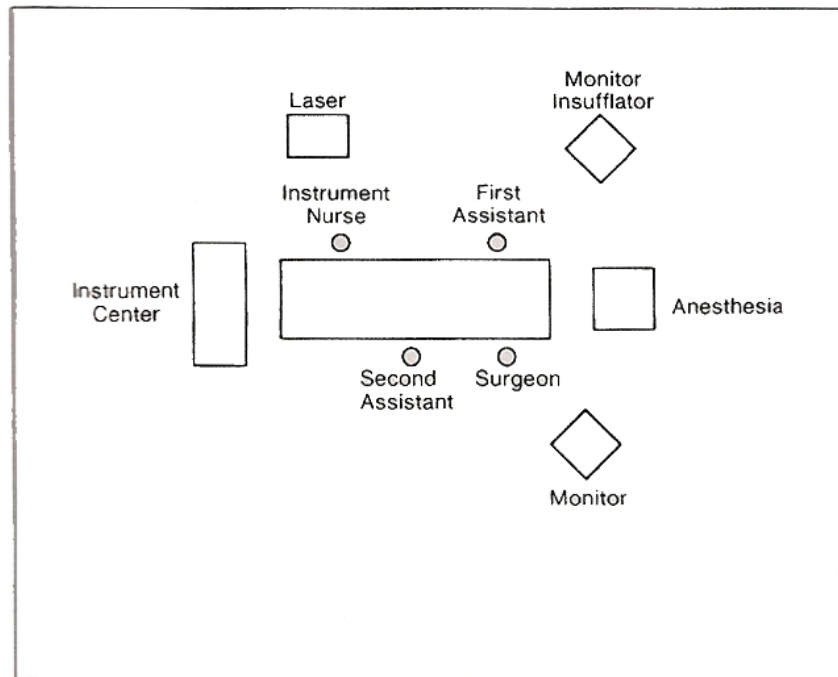 Laser
Monitor
Insufflator
Instrument
Nurse
First
Assistant
Instrument
Center
Anesthesia
Second
Assistant
Surgeon
Monitor